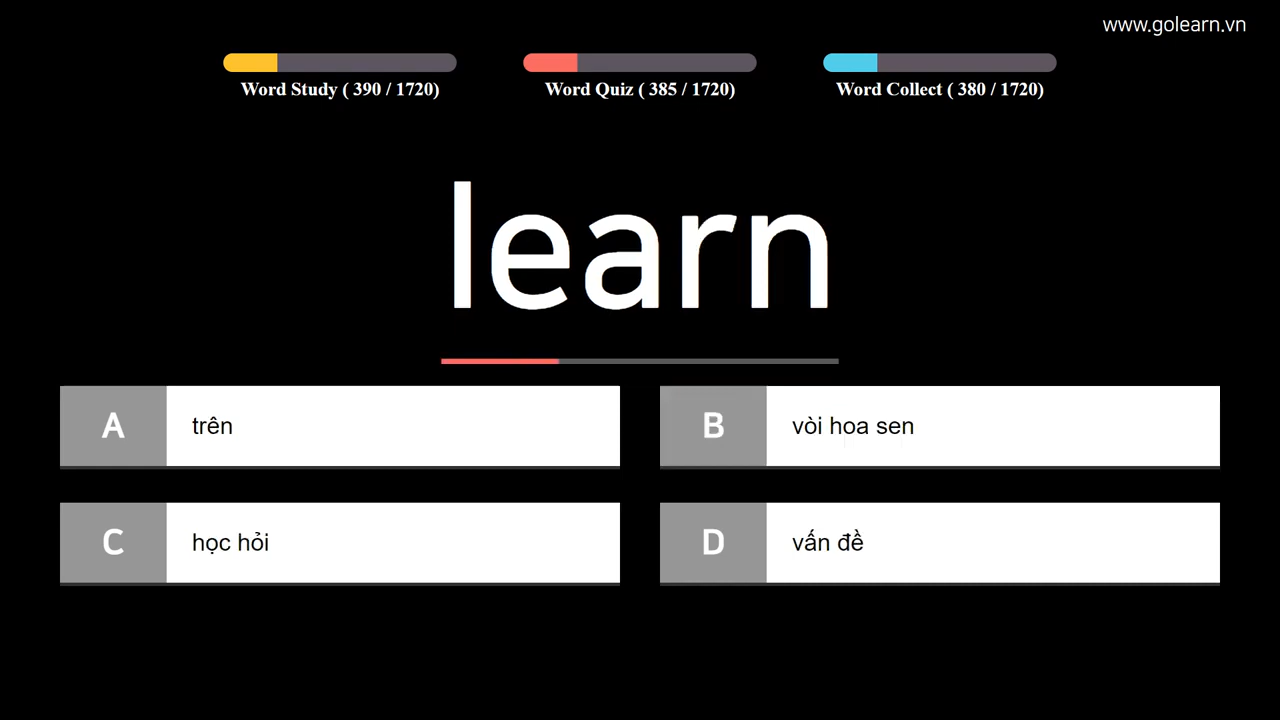 www.golearn.vn
Word Study ( 390 / 1720)
Word Quiz ( 385 / 1720)
Word Collect ( 380 / 1720)
learn
A
trên
B
vòi hoa sen
C
học hỏi
D
vấn đề